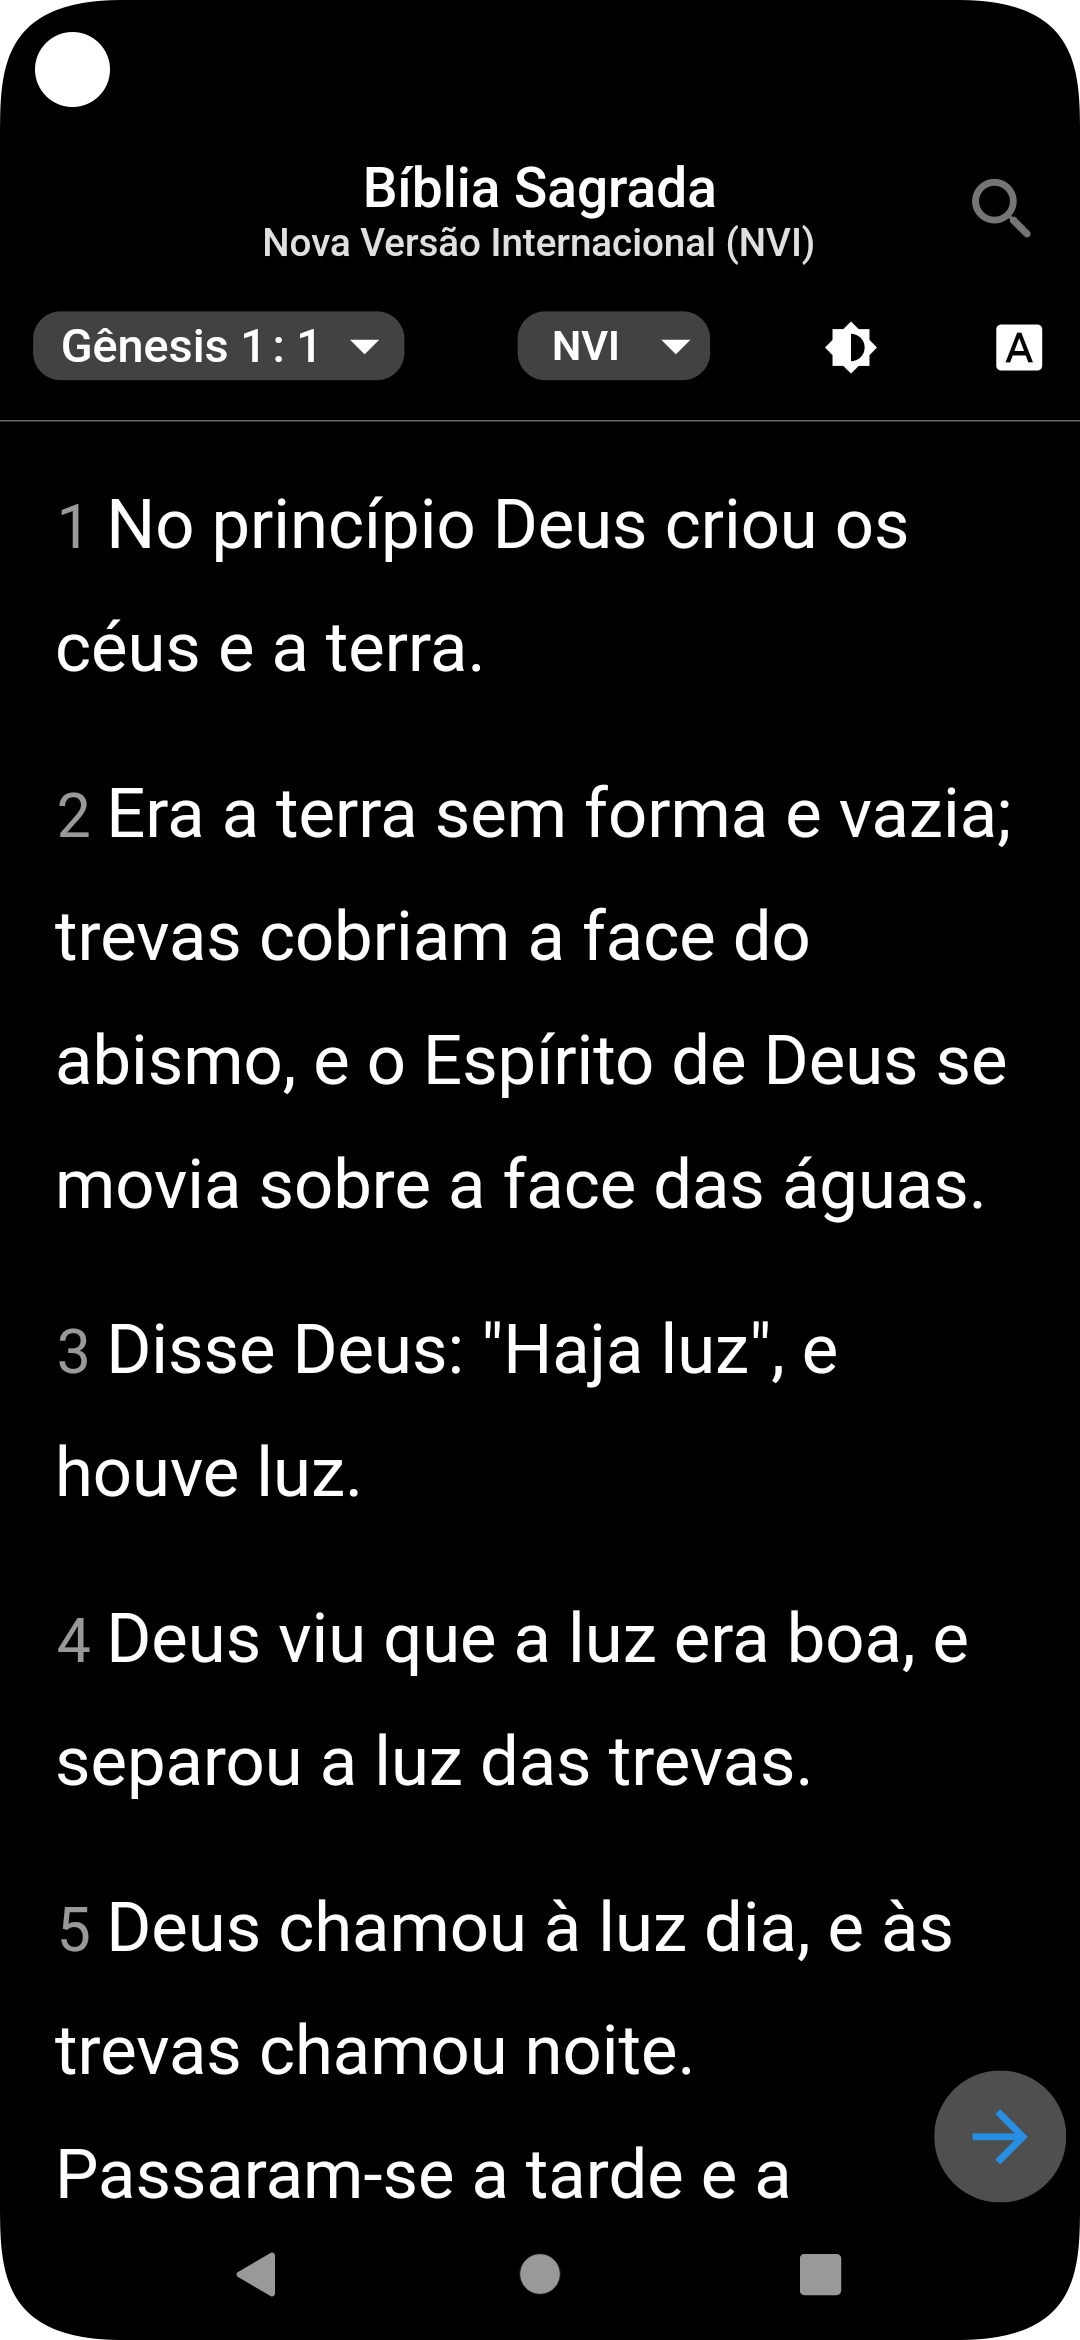 Bíblia Sagrada
Nova Versão Internacional (NVI)
Gênesis 1 : 1
NVI
A
1 No princípio Deus criou os
céus e a terra.
2 Era a terra sem forma e vazia;
trevas cobriam a face do
abismo, e o Espírito de Deus se
movia sobre a face das águas.
3 Disse Deus: "Haja luz", e
houve luz.
4 Deus viu que a luz era boa, e
separou a luz das trevas.
5 Deus chamou à luz dia, e às
trevas chamou noite.
Passaram-se a tarde e a